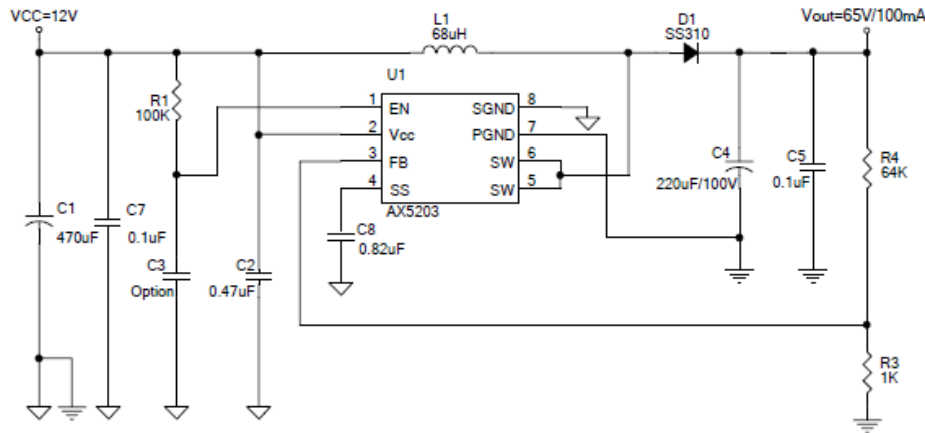 VCC=12V
L1
68uH
D1
SS310
Vout=65V/100mA
U1
R1
100K
1
EN
SGND
8
2
Vcc
PGND
7
3
FB
SW
6
4
SS
SW
5
AX5203
C4
220uF/100V
C5
0.1uF
R4
64K
C1
470uF
C7
0.1uF
C8
0.82uF
C3
Option
C2
0.47uF
R3
1K